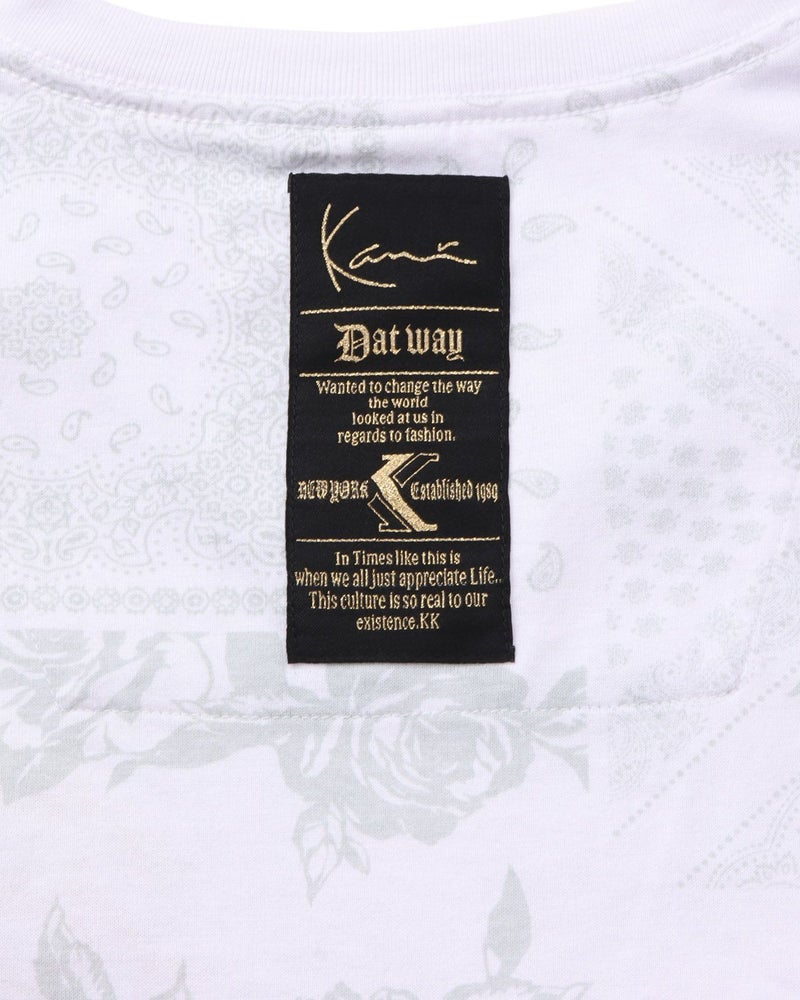 Kani
Dat way
Wanted to change the way
the world
looked at us in
regards to fashion.
NEW YORK K Established 1989
In Times like this is
when we all just appreciate Life..
This culture is so real to our
existence.KK